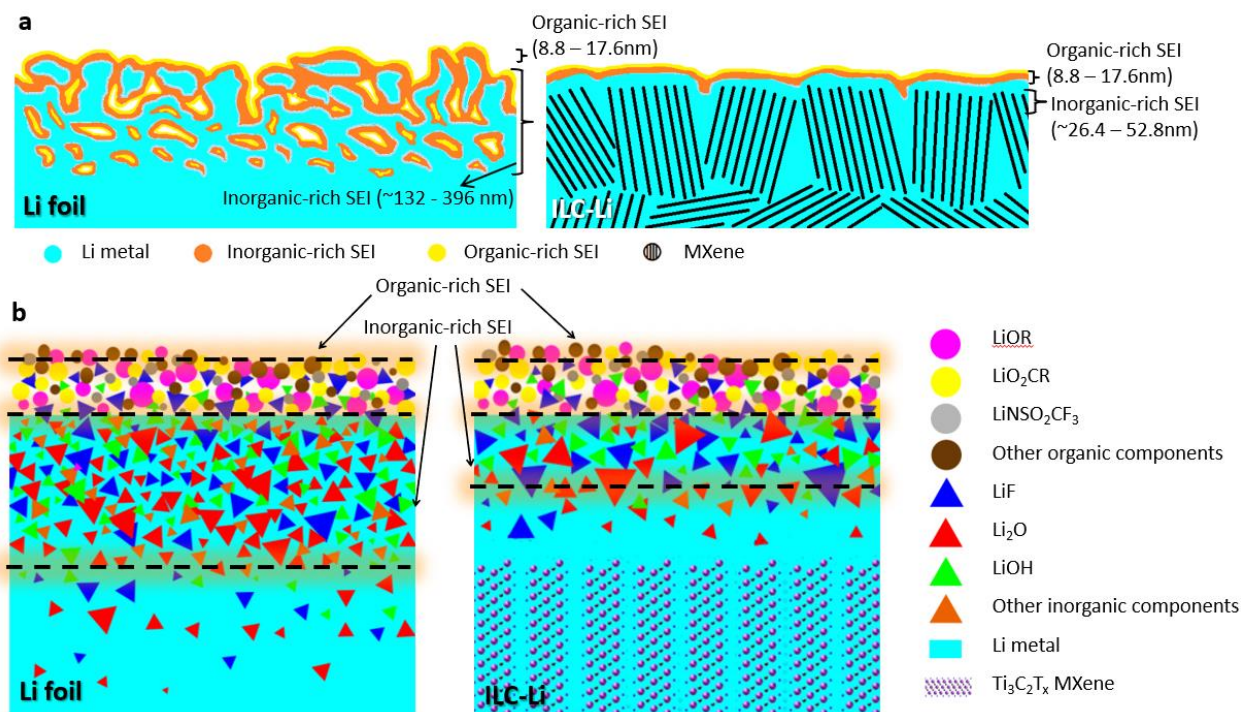 a
Organic-rich SEI
(8.8 – 17.6nm)
Organic-rich SEI
(8.8 – 17.6nm)
Inorganic-rich SEI
(~26.4 – 52.8nm)
Inorganic-rich SEI (~132 - 396 nm)
Li foil
ILC-Li
Li metal
Inorganic-rich SEI
Organic-rich SEI
MXene
b
Organic-rich SEI
Inorganic-rich SEI
Li foil
ILC-Li
LiOR
LiO₂CR
LiNSO₂CF₃
Other organic components
LiF
Li₂O
LiOH
Other inorganic components
Li metal
Ti₃C₂Tₓ MXene